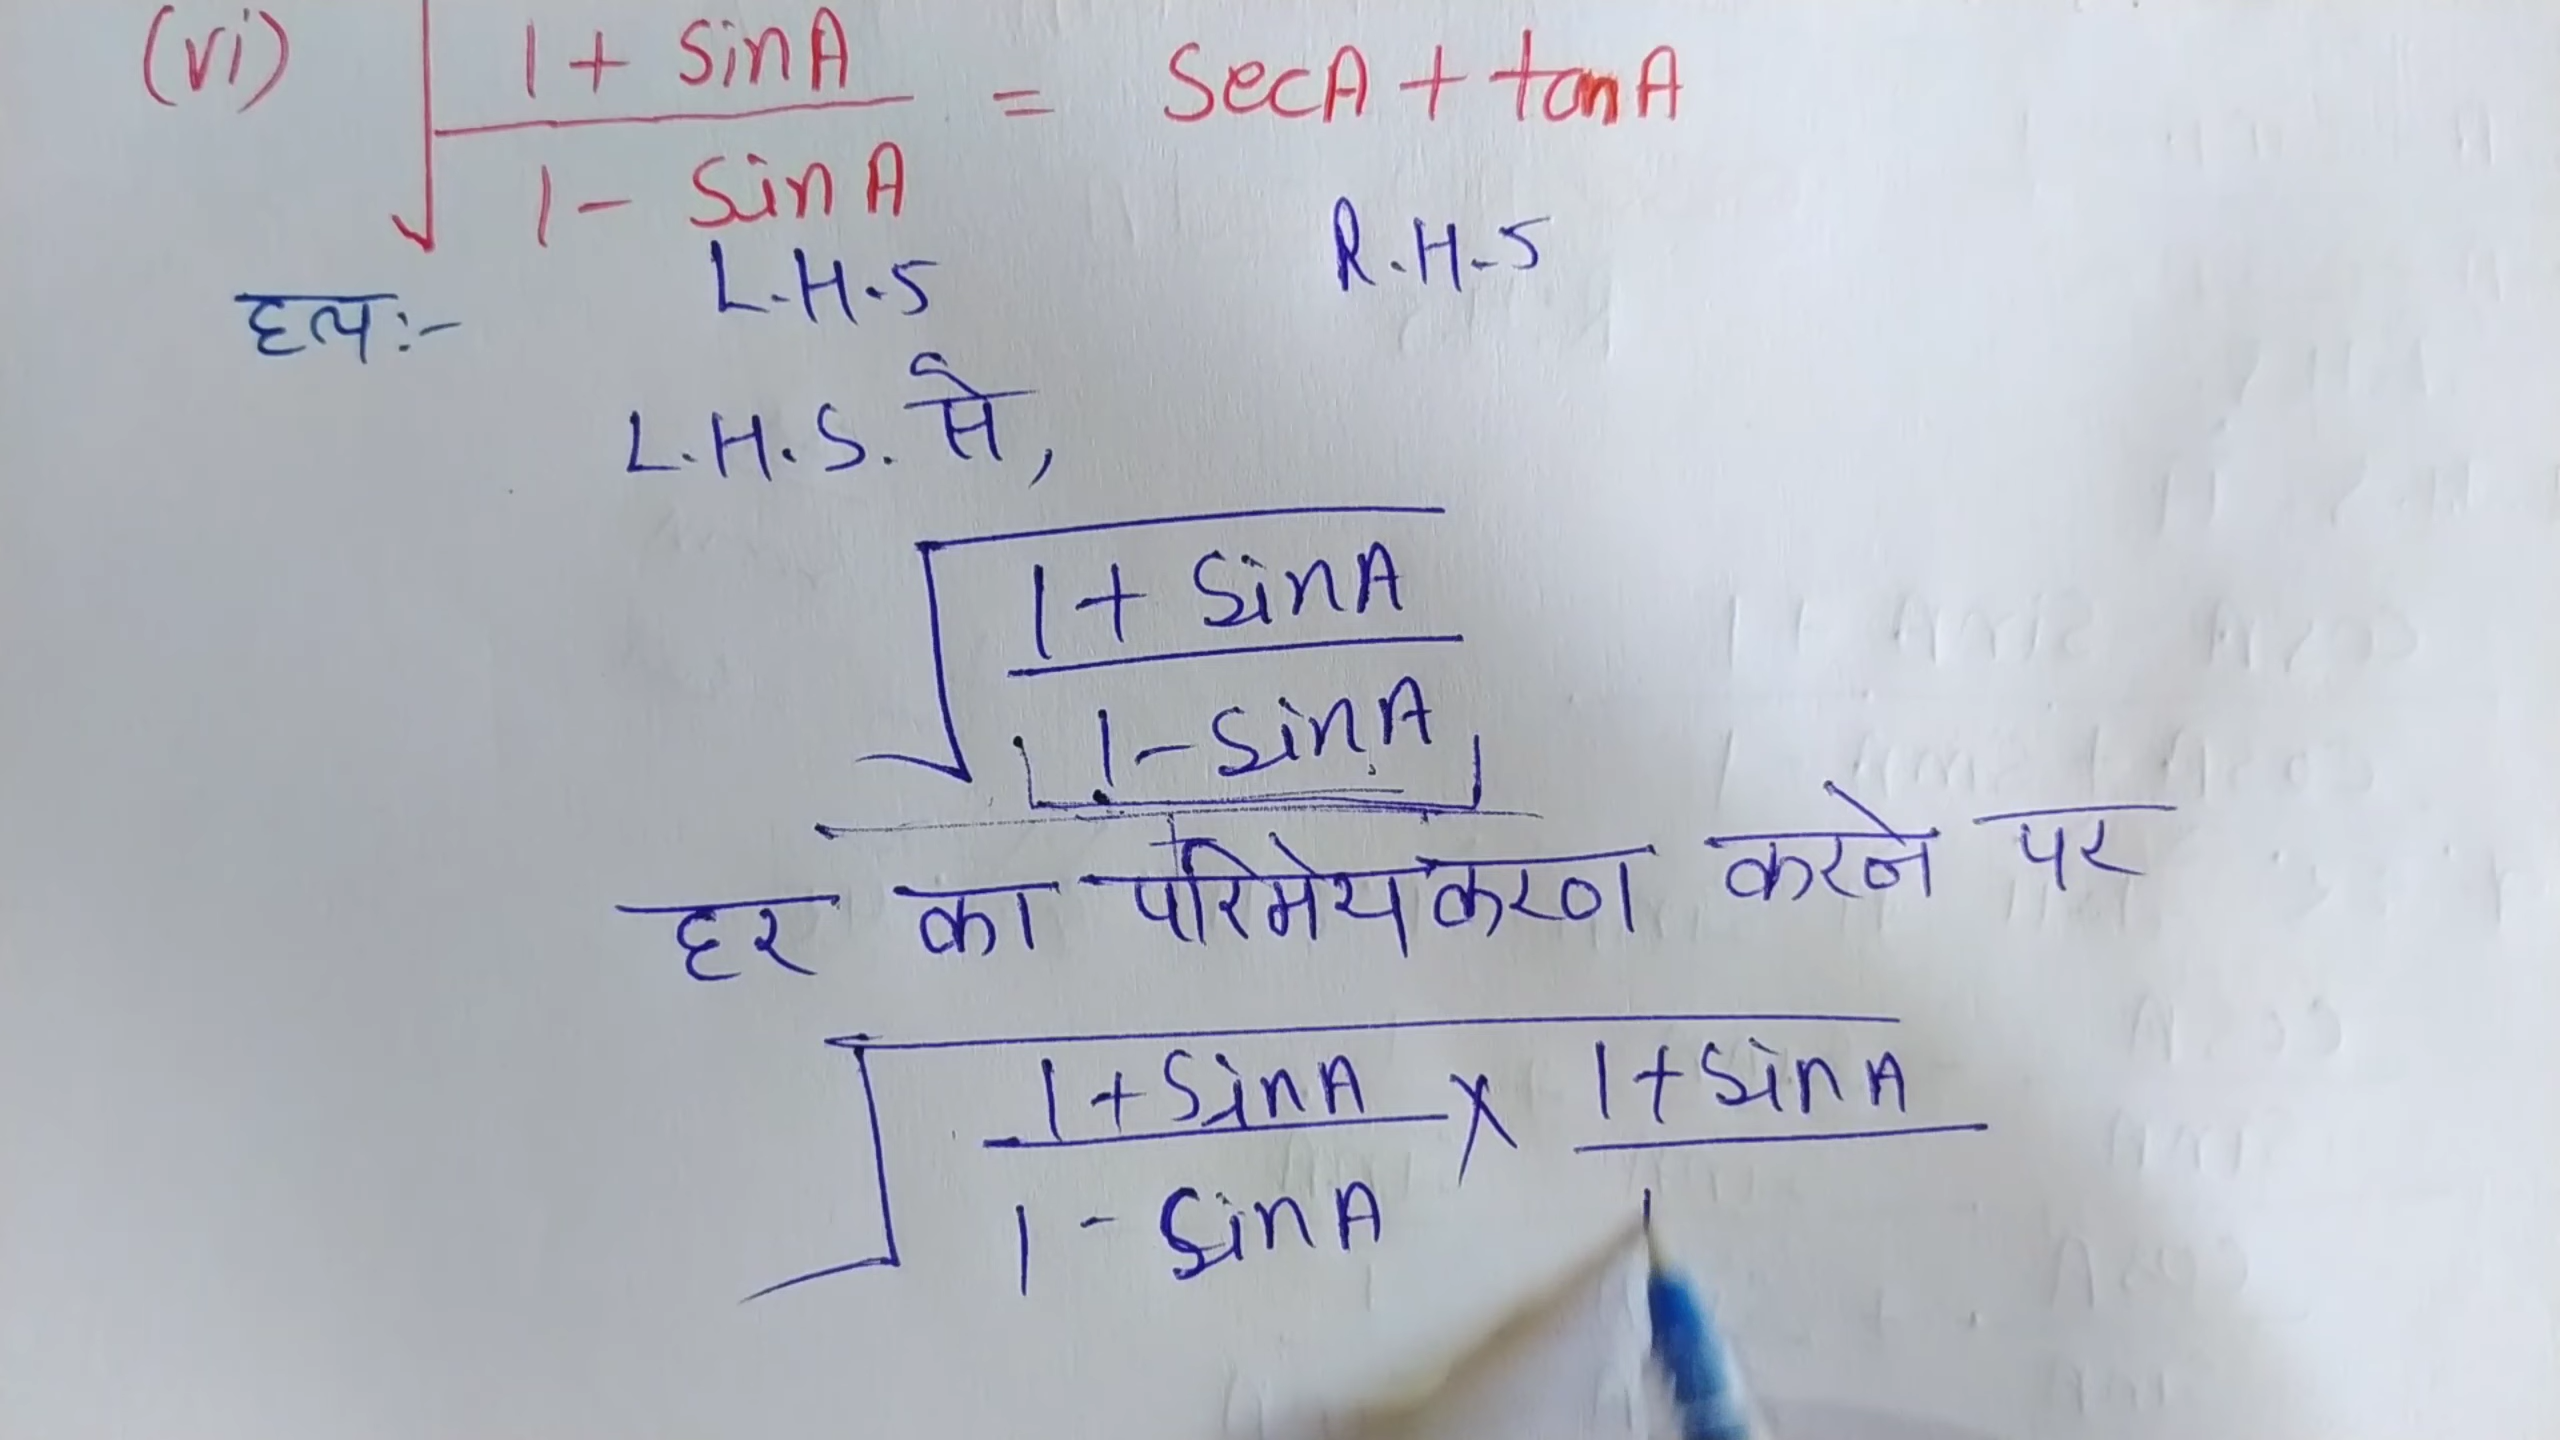 (vi) √(1 + sinA / 1 - sinA) = secA + tanA
L.H.S R.H.S
हल :-
L.H.S. से,
√(1 + sinA / 1 - sinA)
हर का परिमेयकरण करने पर
√(1 + sinA / 1 - sinA × 1 + sinA / 1